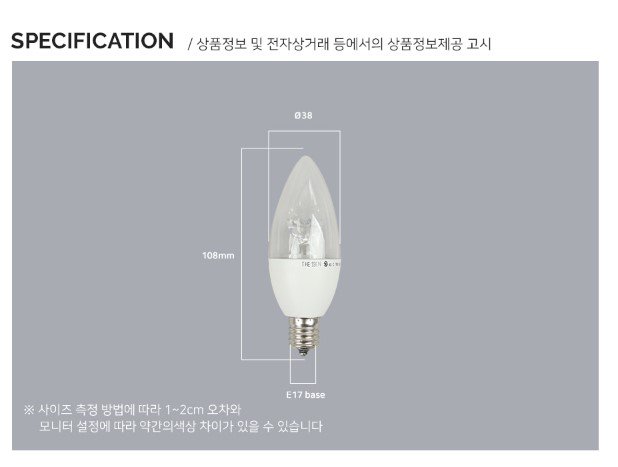 SPECIFICATION / 상품정보 및 전자상거래 등에서의 상품정보제공 고시
Ø38
108mm
E17 base
※ 사이즈 측정 방법에 따라 1~2cm 오차와
모니터 설정에 따라 약간의색상 차이가 있을 수 있습니다